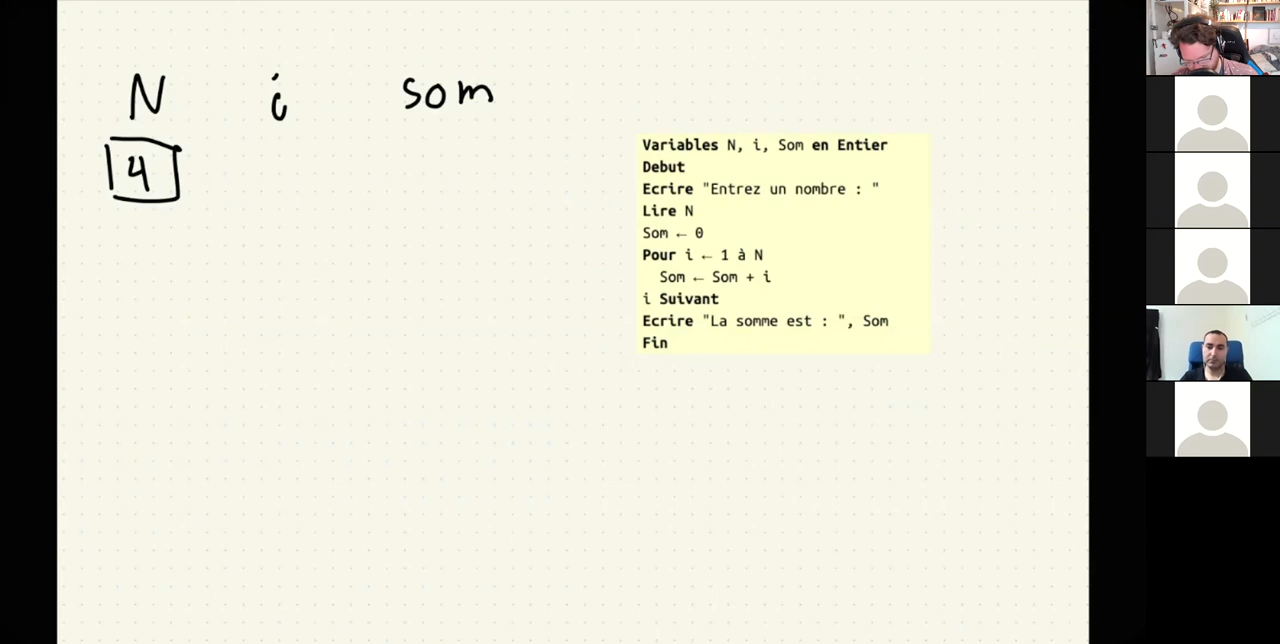 N i som
4
Variables N, i, Som en Entier
Debut
Ecrire "Entrez un nombre : "
Lire N
Som ← 0
Pour i ← 1 à N
Som ← Som + i
i Suivant
Ecrire "La somme est : ", Som
Fin